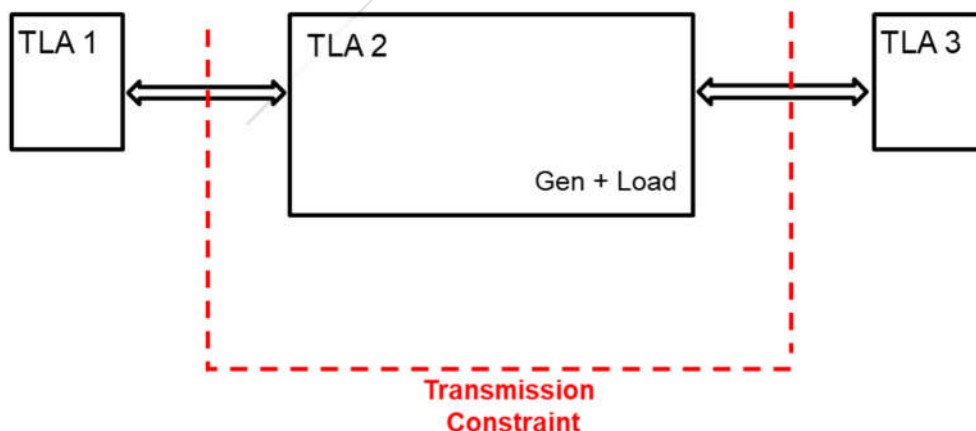 TLA 1
TLA 2
TLA 3
Gen + Load
Transmission
Constraint